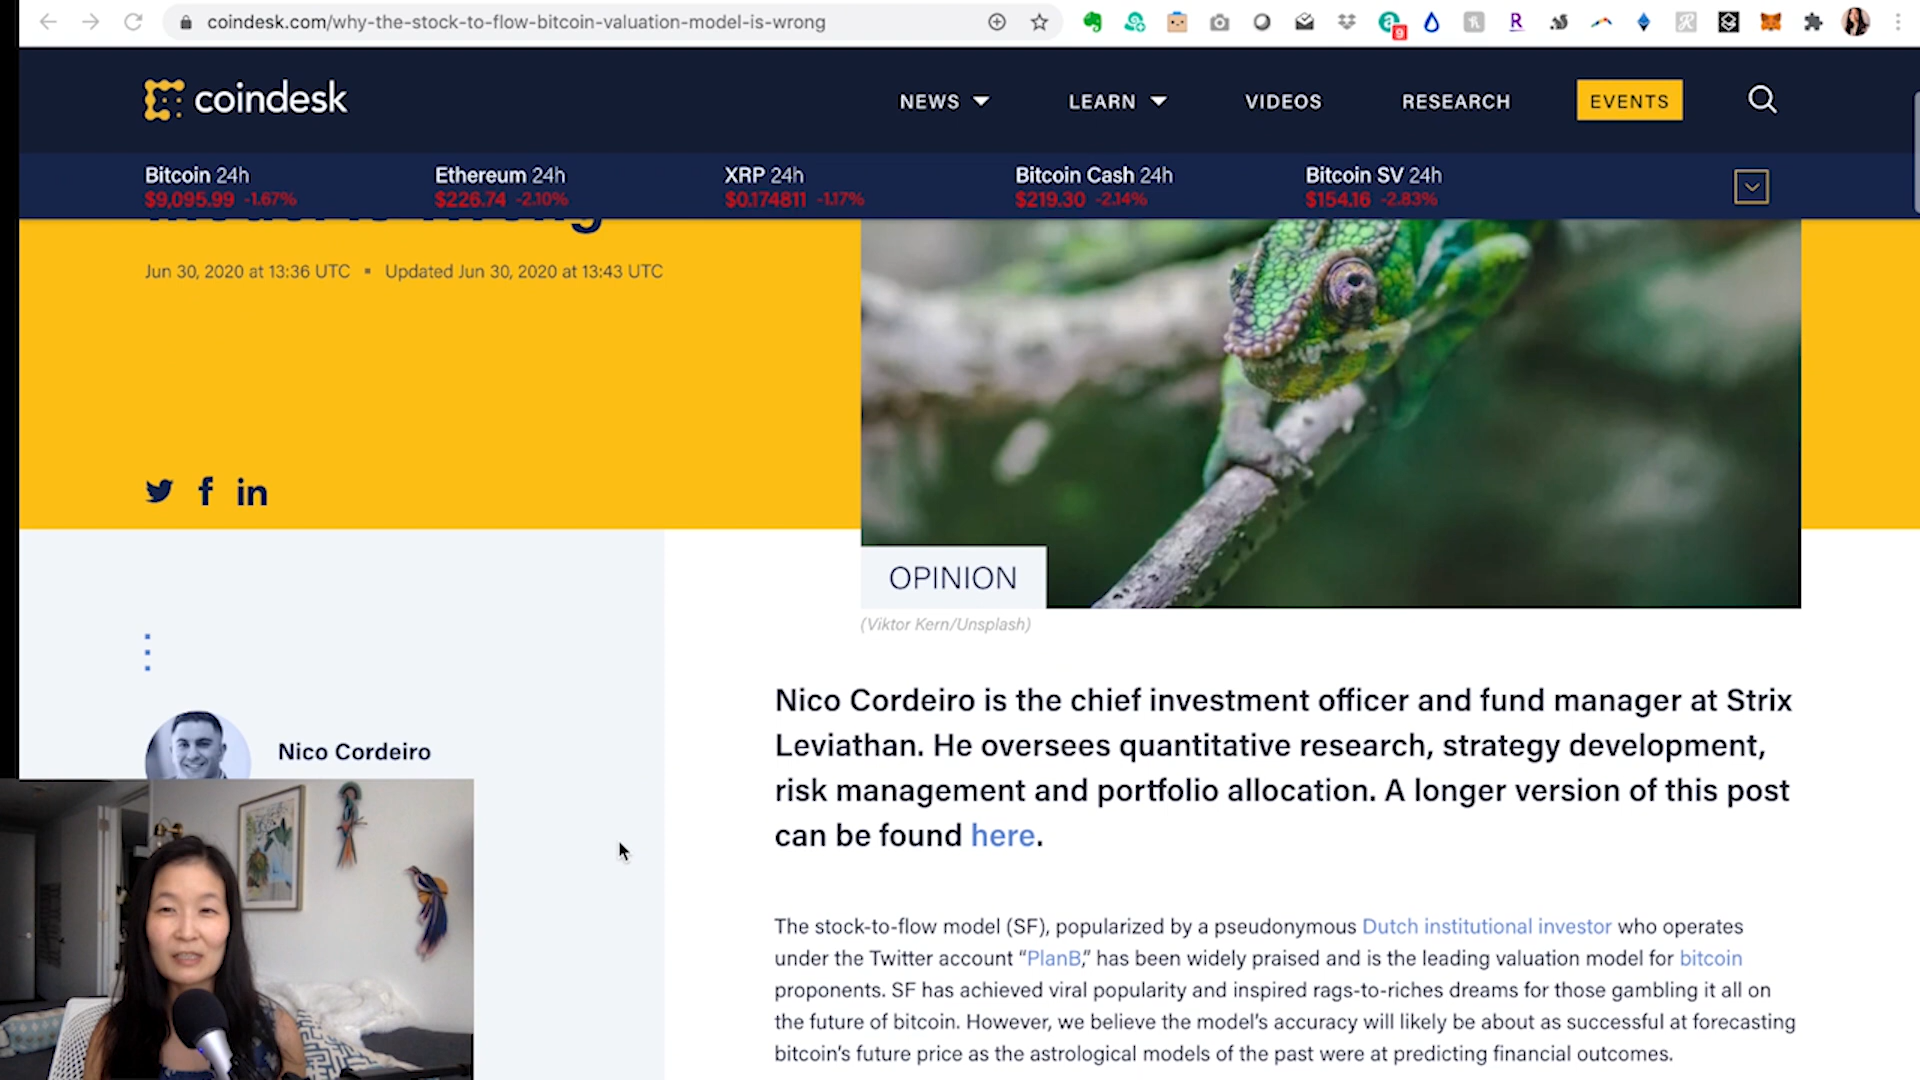 coindesk.com/why-the-stock-to-flow-bitcoin-valuation-model-is-wrong
9
R
coindesk
NEWS
LEARN
VIDEOS
RESEARCH
EVENTS
Bitcoin 24h
$9,095.99 -1.67%
Ethereum 24h
$226.74 -2.10%
XRP 24h
$0.174811 -1.17%
Bitcoin Cash 24h
$219.30 -2.14%
Bitcoin SV 24h
$154.16 -2.83%
Jun 30, 2020 at 13:36 UTC ▪ Updated Jun 30, 2020 at 13:43 UTC
OPINION
(Viktor Kern/Unsplash)
Nico Cordeiro
Nico Cordeiro is the chief investment officer and fund manager at Strix
Leviathan. He oversees quantitative research, strategy development,
risk management and portfolio allocation. A longer version of this post
can be found here.
The stock-to-flow model (SF), popularized by a pseudonymous Dutch institutional investor who operates
under the Twitter account “PlanB,” has been widely praised and is the leading valuation model for bitcoin
proponents. SF has achieved viral popularity and inspired rags-to-riches dreams for those gambling it all on
the future of bitcoin. However, we believe the model’s accuracy will likely be about as successful at forecasting
bitcoin’s future price as the astrological models of the past were at predicting financial outcomes.